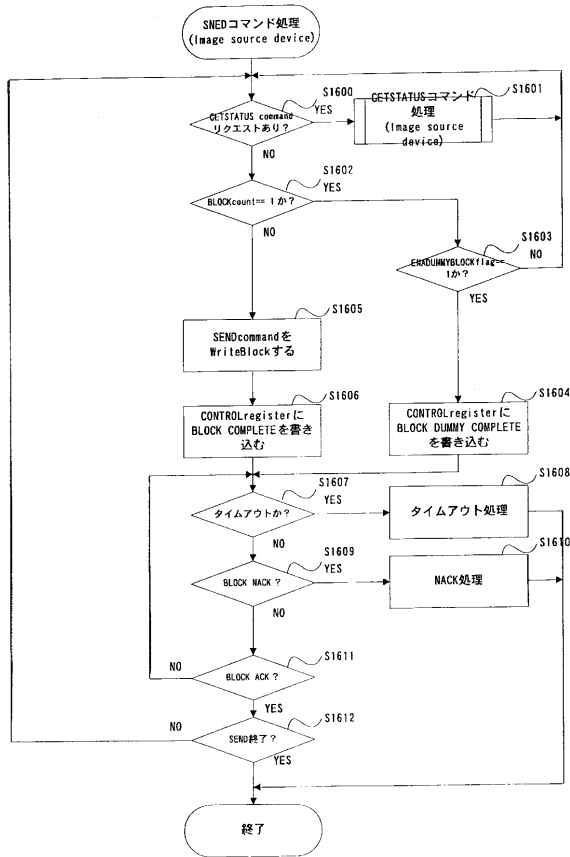 SNEDコマンド処理
(Image source device)
S1600
GETSTATUS command
リクエストあり？
YES
S1601
GETSTATUSコマンド
処理
(Image source
device)
NO
S1602
YES
BLOCKcount== 1か？
NO
S1603
ENADUMMYBLOCKflag==
1か？
NO
YES
S1605
SENDcommandを
WriteBlockする
S1606
CONTROLregisterに
BLOCK COMPLETEを書き
込む
S1604
CONTROLregisterに
BLOCK DUMMY COMPLETE
を書き込む
S1607
YES
タイムアウトか？
S1608
タイムアウト処理
NO
S1609
YES
BLOCK NACK？
S1610
NACK処理
NO
S1611
NO
BLOCK ACK？
YES
S1612
NO
SEND終了？
YES
終了